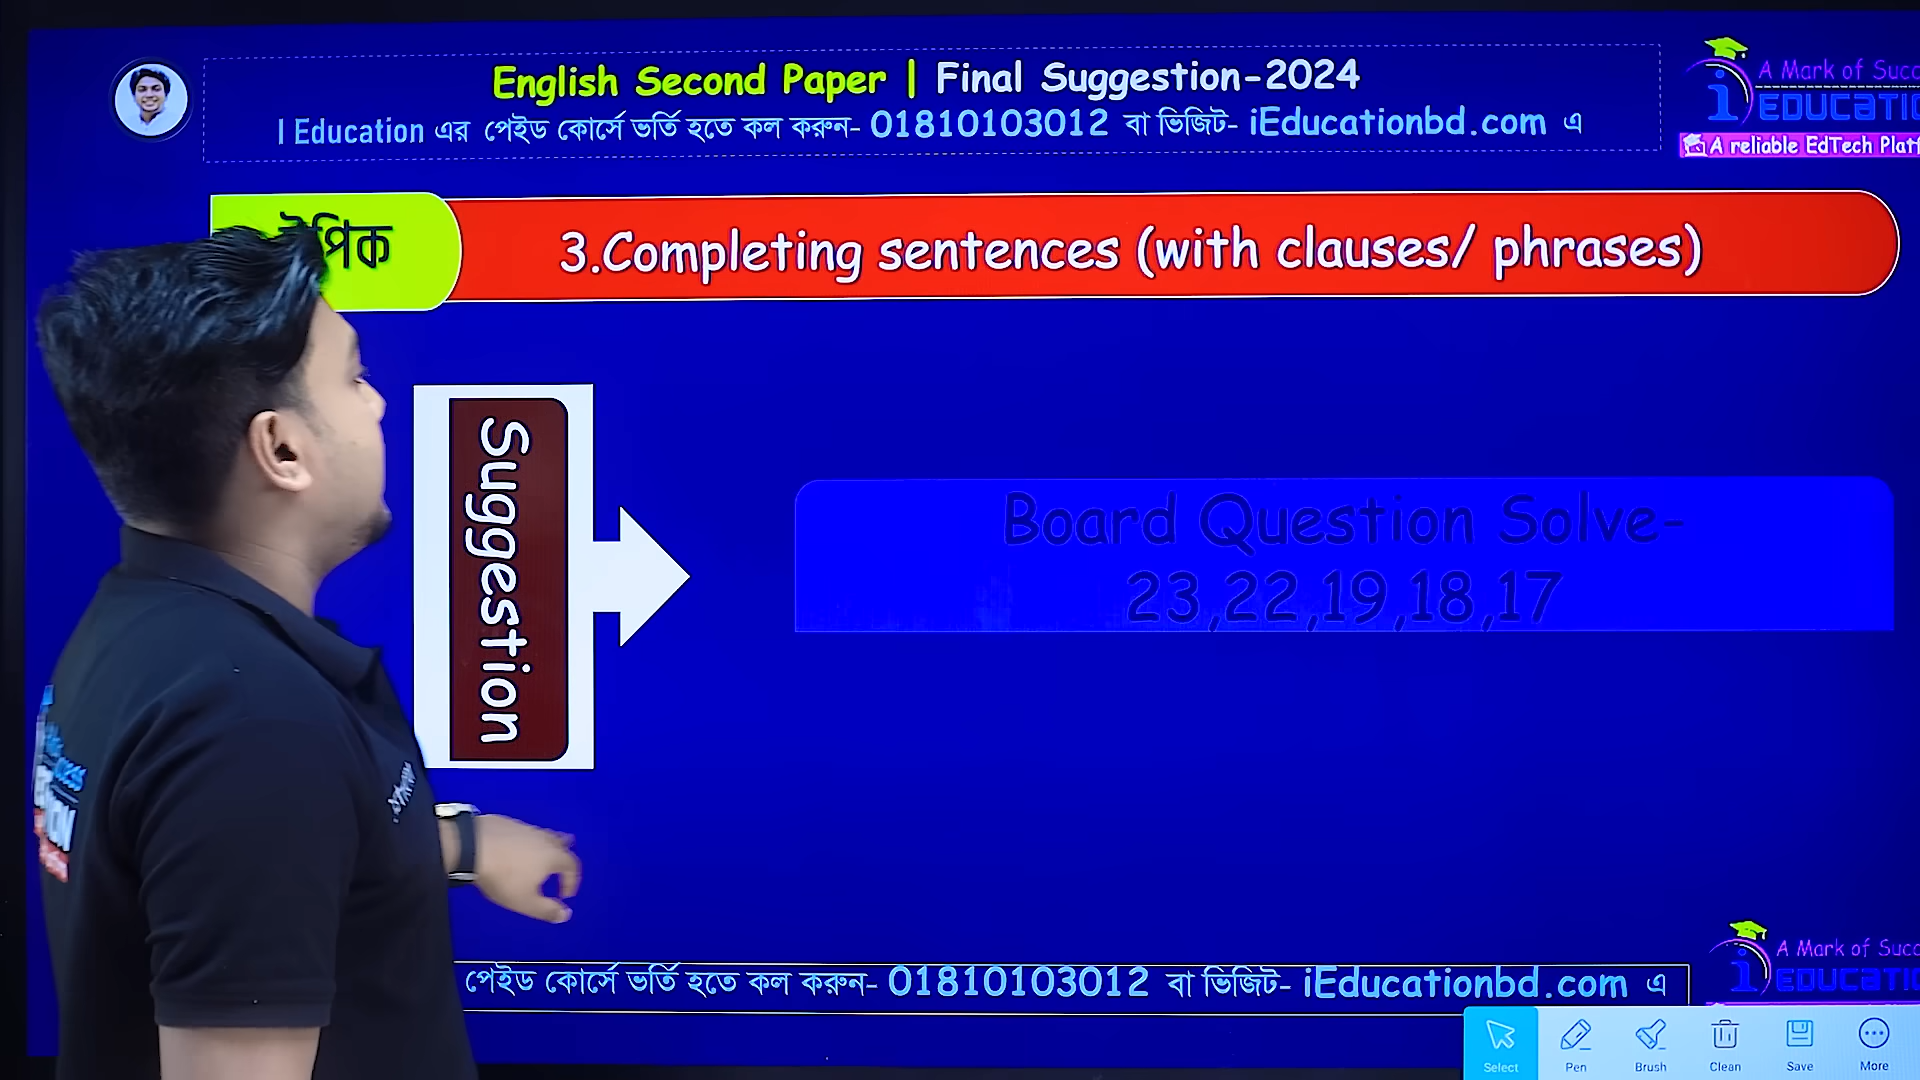 English Second Paper | Final Suggestion-2024
I Education এর পেইড কোর্সে ভর্তি হতে কল করুন- 01810103012 বা ভিজিট- iEducationbd.com এ
A Mark of Succ
EDUCATIO
A reliable EdTech Platf
3.Completing sentences (with clauses/ phrases)
Suggestion
Board Question Solve-
23,22,19,18,17
পেইড কোর্সে ভর্তি হতে কল করুন- 01810103012 বা ভিজিট- iEducationbd.com এ
A Mark of Succ
EDUCATIO
Select
Pen
Brush
Clean
Save
More